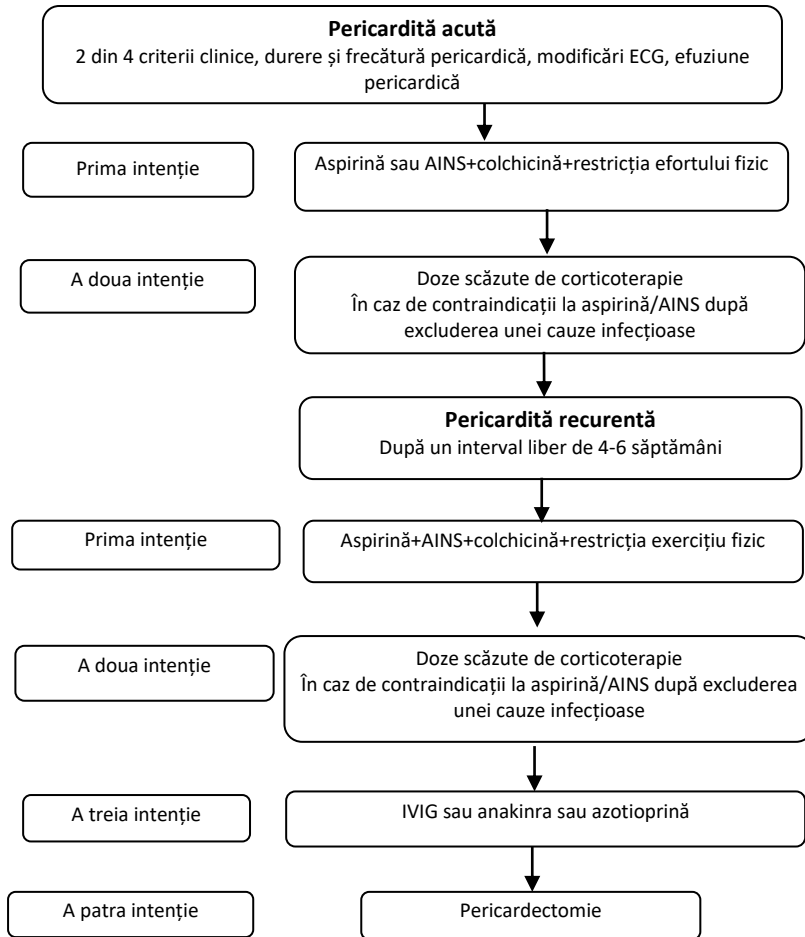 Pericardită acută
2 din 4 criterii clinice, durere și frecătură pericardică, modificări ECG, efuziune
pericardică
Prima intenție
Aspirină sau AINS+colchicină+restricția efortului fizic
A doua intenție
Doze scăzute de corticoterapie
În caz de contraindicații la aspirină/AINS după
excluderea unei cauze infecțioase
Pericardită recurentă
După un interval liber de 4-6 săptămâni
Prima intenție
Aspirină+AINS+colchicină+restricția exercițiu fizic
A doua intenție
Doze scăzute de corticoterapie
În caz de contraindicații la aspirină/AINS după excluderea
unei cauze infecțioase
A treia intenție
IVIG sau anakinra sau azotioprină
A patra intenție
Pericardectomie